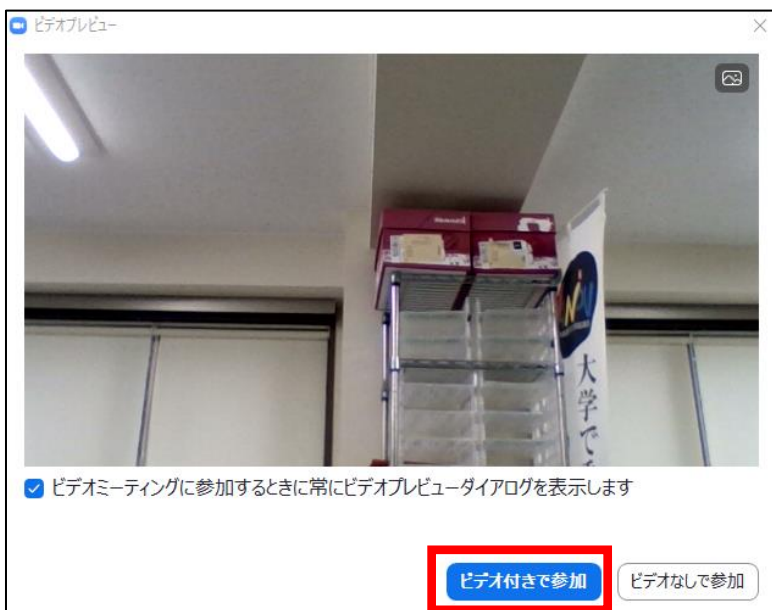 ビデオプレビュー
大学で
ビデオミーティングに参加するときに常にビデオプレビューダイアログを表示します
ビデオ付きで参加
ビデオなしで参加